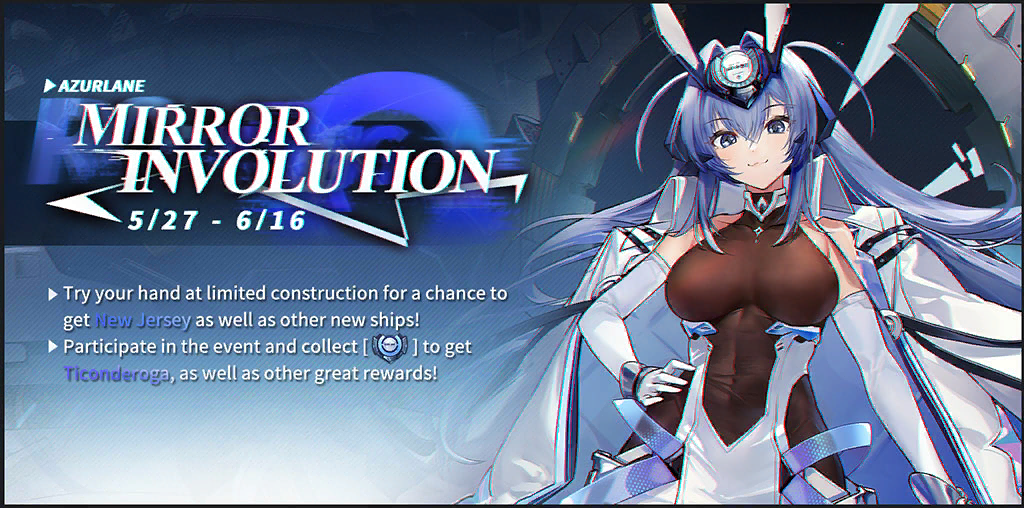 AZURLANE
MIRROR
INVOLUTION
5/27 - 6/16
Try your hand at limited construction for a chance to
get New Jersey as well as other new ships!
Participate in the event and collect [ ] to get
Ticonderoga, as well as other great rewards!